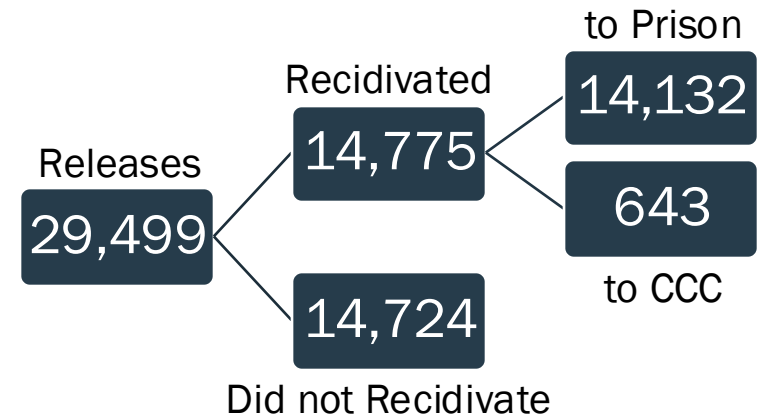 Releases
29,499
Recidivated
14,775
to Prison
14,132
643
to CCC
14,724
Did not Recidivate